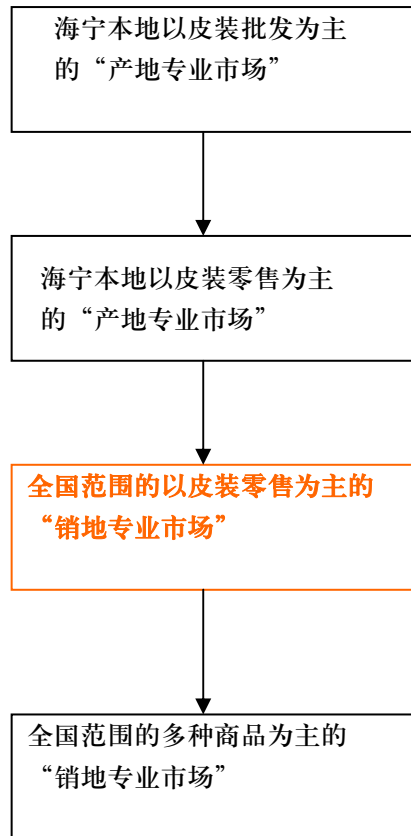 海宁本地以皮装批发为主
的“产地专业市场”
海宁本地以皮装零售为主
的“产地专业市场”
全国范围的以皮装零售为主的
“销地专业市场”
全国范围的多种商品为主的
“销地专业市场”